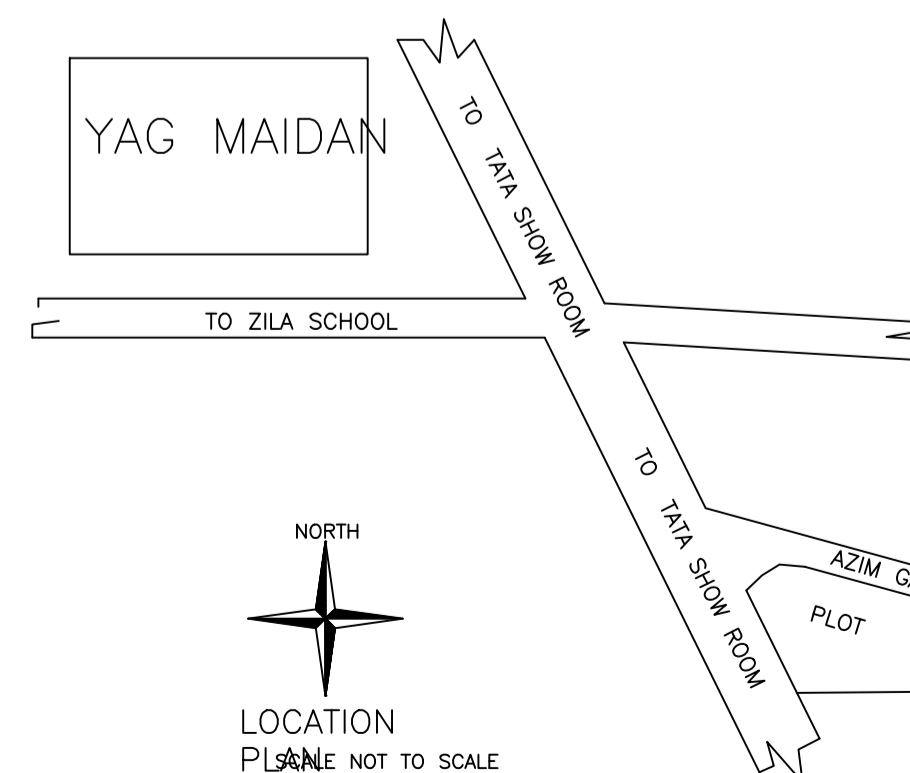 YAG MAIDAN
TO TATA SHOW ROOM
TO ZILA SCHOOL
TO TATA SHOW ROOM
AZIM
PLOT
NORTH
LOCATION
PLAN
SCALE NOT TO SCALE